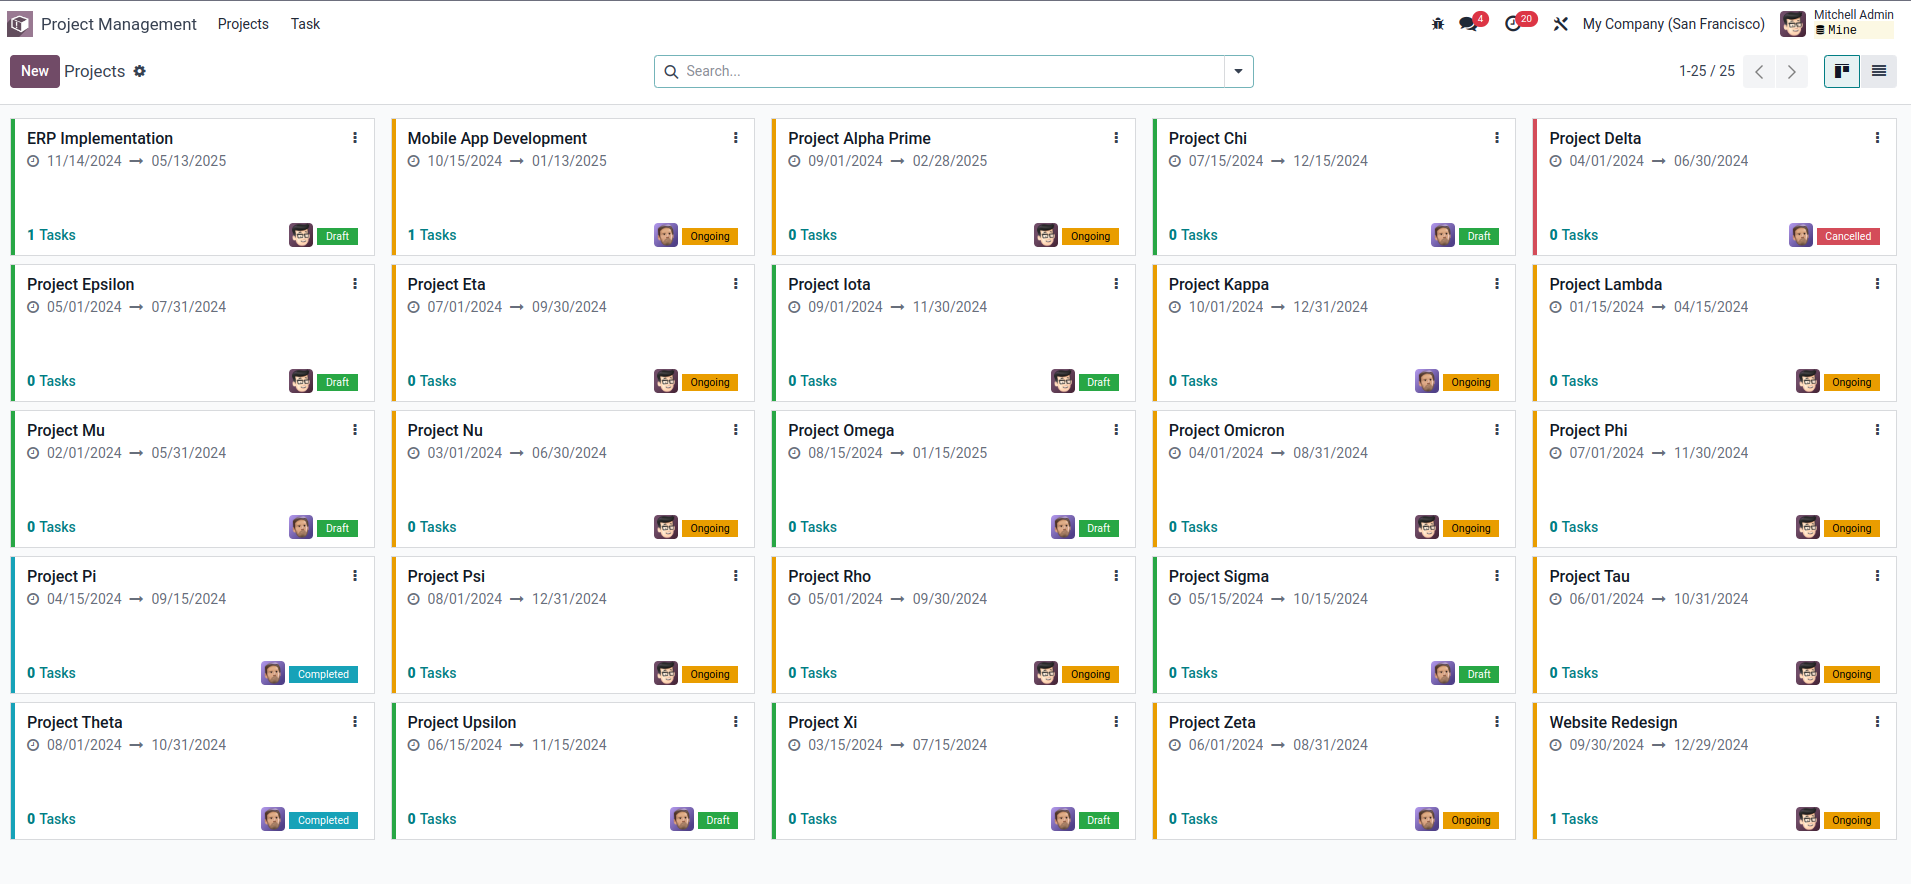 Project Management Projects Task 4 20 My Company (San Francisco) Mitchell Admin
Mine
New Projects Search... 1-25 / 25
ERP Implementation
11/14/2024 → 05/13/2025
1 Tasks Draft
Mobile App Development
10/15/2024 → 01/13/2025
1 Tasks Ongoing
Project Alpha Prime
09/01/2024 → 02/28/2025
0 Tasks Ongoing
Project Chi
07/15/2024 → 12/15/2024
0 Tasks Draft
Project Delta
04/01/2024 → 06/30/2024
0 Tasks Cancelled
Project Epsilon
05/01/2024 → 07/31/2024
0 Tasks Draft
Project Eta
07/01/2024 → 09/30/2024
0 Tasks Ongoing
Project Iota
09/01/2024 → 11/30/2024
0 Tasks Draft
Project Kappa
10/01/2024 → 12/31/2024
0 Tasks Ongoing
Project Lambda
01/15/2024 → 04/15/2024
0 Tasks Ongoing
Project Mu
02/01/2024 → 05/31/2024
0 Tasks Draft
Project Nu
03/01/2024 → 06/30/2024
0 Tasks Ongoing
Project Omega
08/15/2024 → 01/15/2025
0 Tasks Draft
Project Omicron
04/01/2024 → 08/31/2024
0 Tasks Ongoing
Project Phi
07/01/2024 → 11/30/2024
0 Tasks Ongoing
Project Pi
04/15/2024 → 09/15/2024
0 Tasks Completed
Project Psi
08/01/2024 → 12/31/2024
0 Tasks Ongoing
Project Rho
05/01/2024 → 09/30/2024
0 Tasks Ongoing
Project Sigma
05/15/2024 → 10/15/2024
0 Tasks Draft
Project Tau
06/01/2024 → 10/31/2024
0 Tasks Ongoing
Project Theta
08/01/2024 → 10/31/2024
0 Tasks Completed
Project Upsilon
06/15/2024 → 11/15/2024
0 Tasks Draft
Project Xi
03/15/2024 → 07/15/2024
0 Tasks Draft
Project Zeta
06/01/2024 → 08/31/2024
0 Tasks Ongoing
Website Redesign
09/30/2024 → 12/29/2024
1 Tasks Ongoing